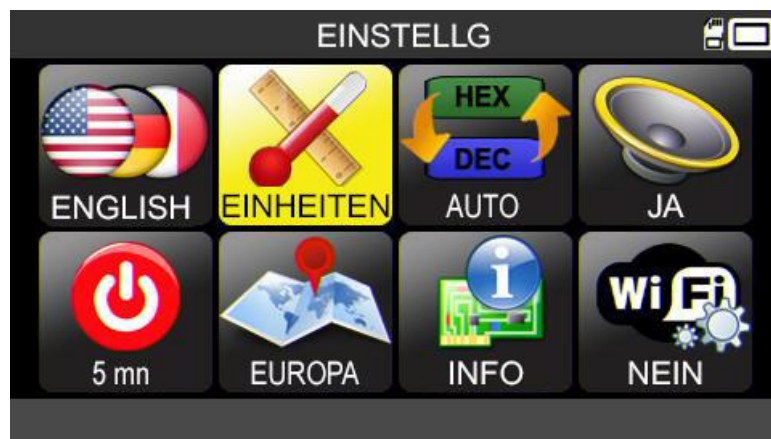 EINSTELLG
HEX
DEC
ENGLISH EINHEITEN AUTO JA
i
Wi Fi
5 mn EUROPA INFO NEIN